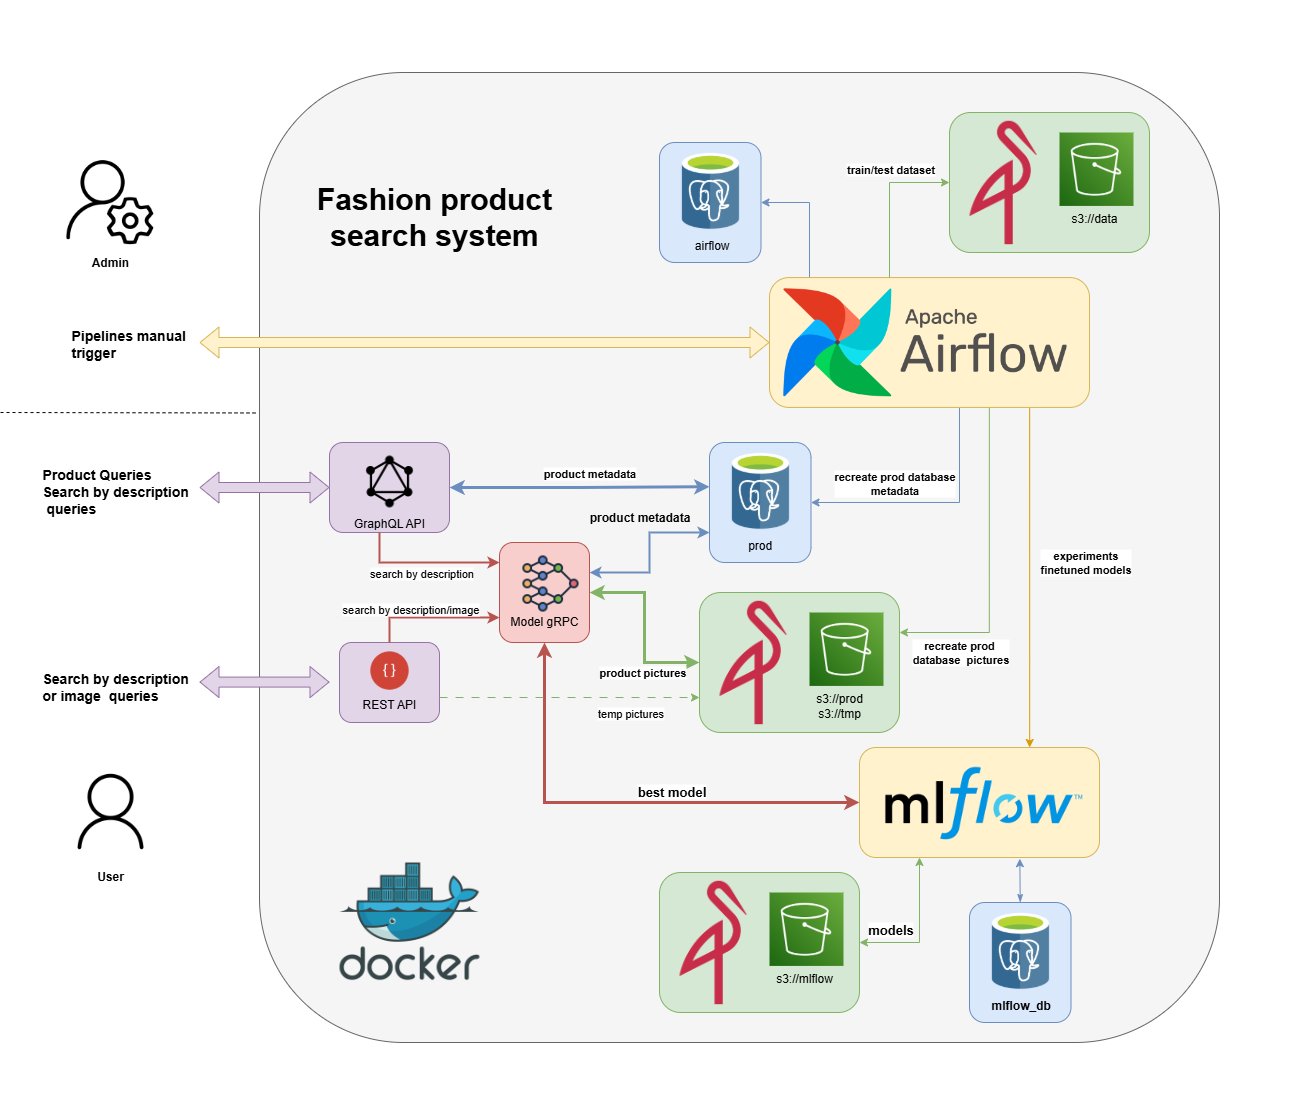 Fashion product
search system
train/test dataset
s3://data
airflow
Admin
Apache
Airflow
Pipelines manual
trigger
Product Queries
Search by description
queries
GraphQL API
product metadata
prod
recreate prod database
metadata
product metadata
search by description
Model gRPC
experiments
finetuned models
search by description/image
Search by description
or image queries
{ }
REST API
product pictures
temp pictures
s3://prod
s3://tmp
recreate prod
database pictures
best model
mlflow™
User
docker
s3://mlflow
models
mlflow_db